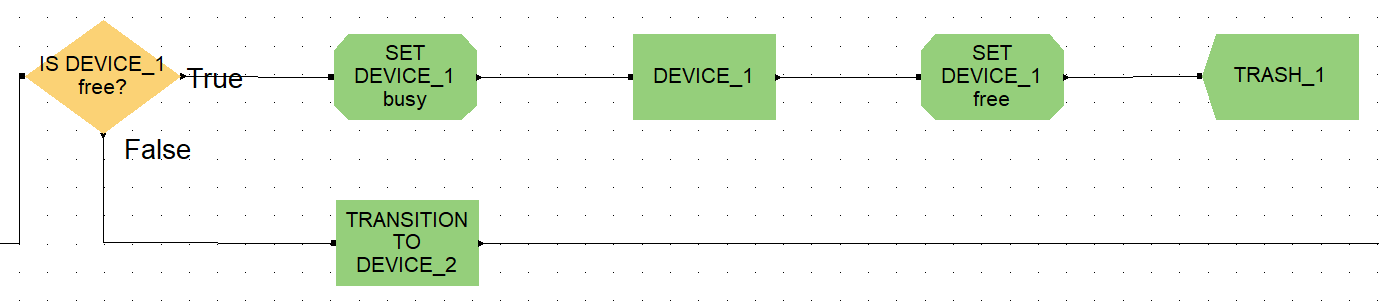 IS DEVICE_1
free?
True
False
SET
DEVICE_1
busy
DEVICE_1
SET
DEVICE_1
free
TRASH_1
TRANSITION
TO
DEVICE_2